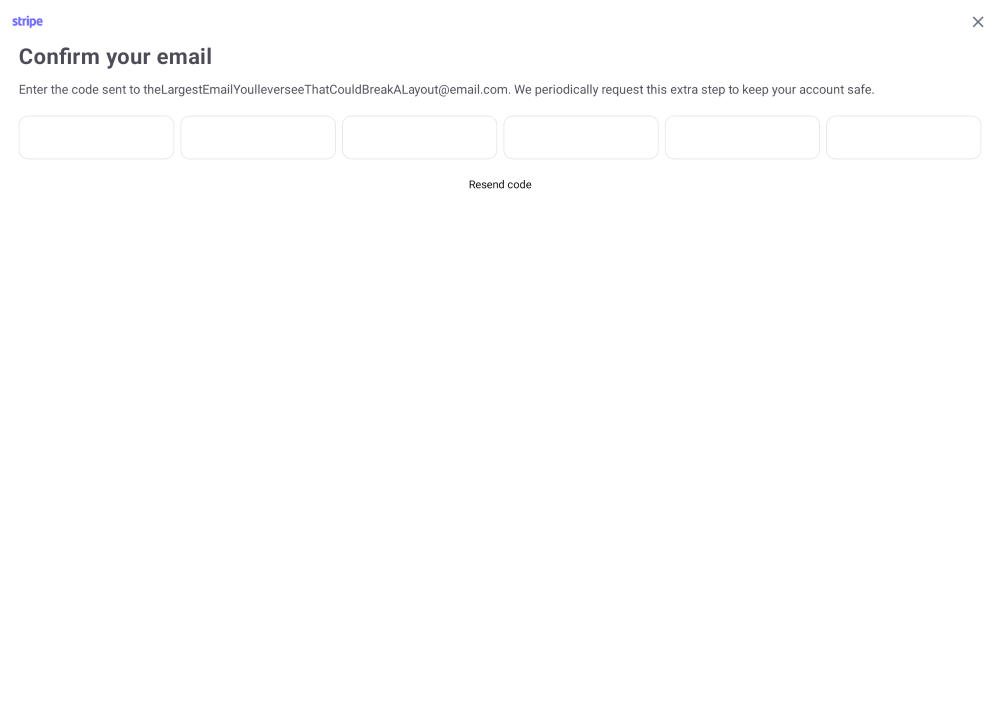 stripe
Confirm your email
Enter the code sent to theLargestEmailYoulleverseeThatCouldBreakALayout@email.com. We periodically request this extra step to keep your account safe.
Resend code